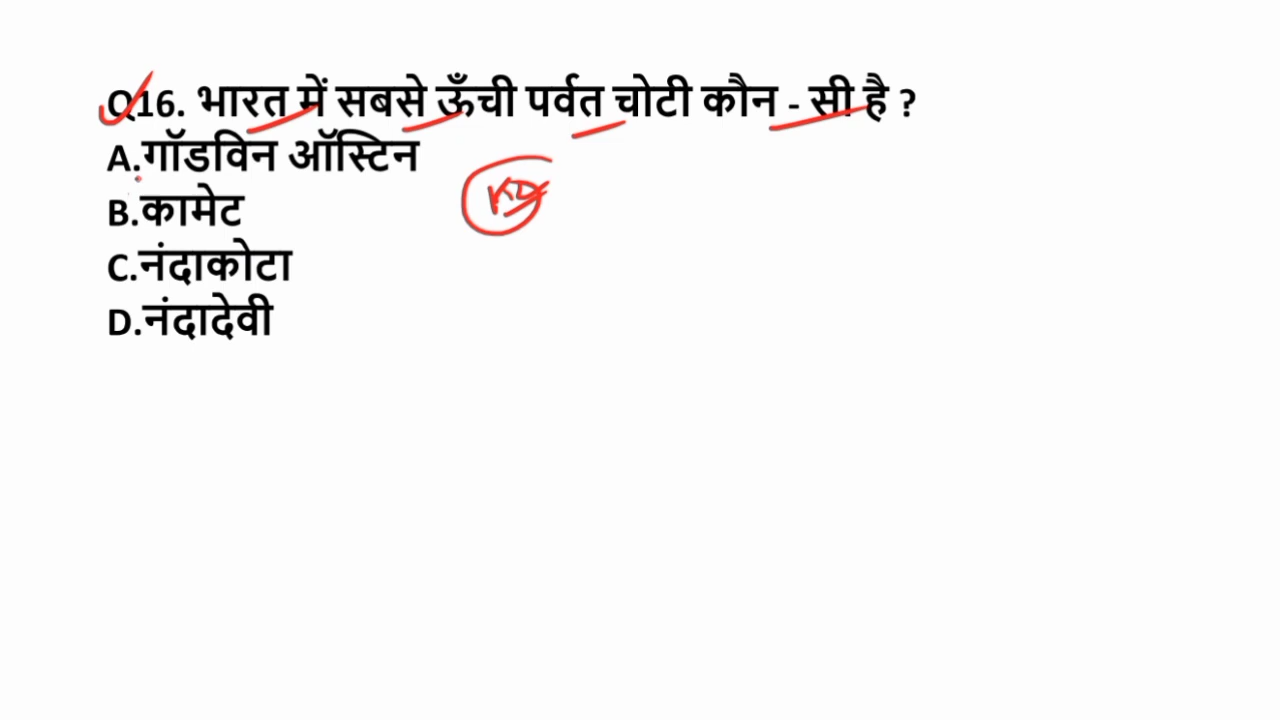 Q16. भारत में सबसे ऊँची पर्वत चोटी कौन - सी है ?
A.गॉडविन ऑस्टिन
B.कामेट
C.नंदाकोटा
D.नंदादेवी